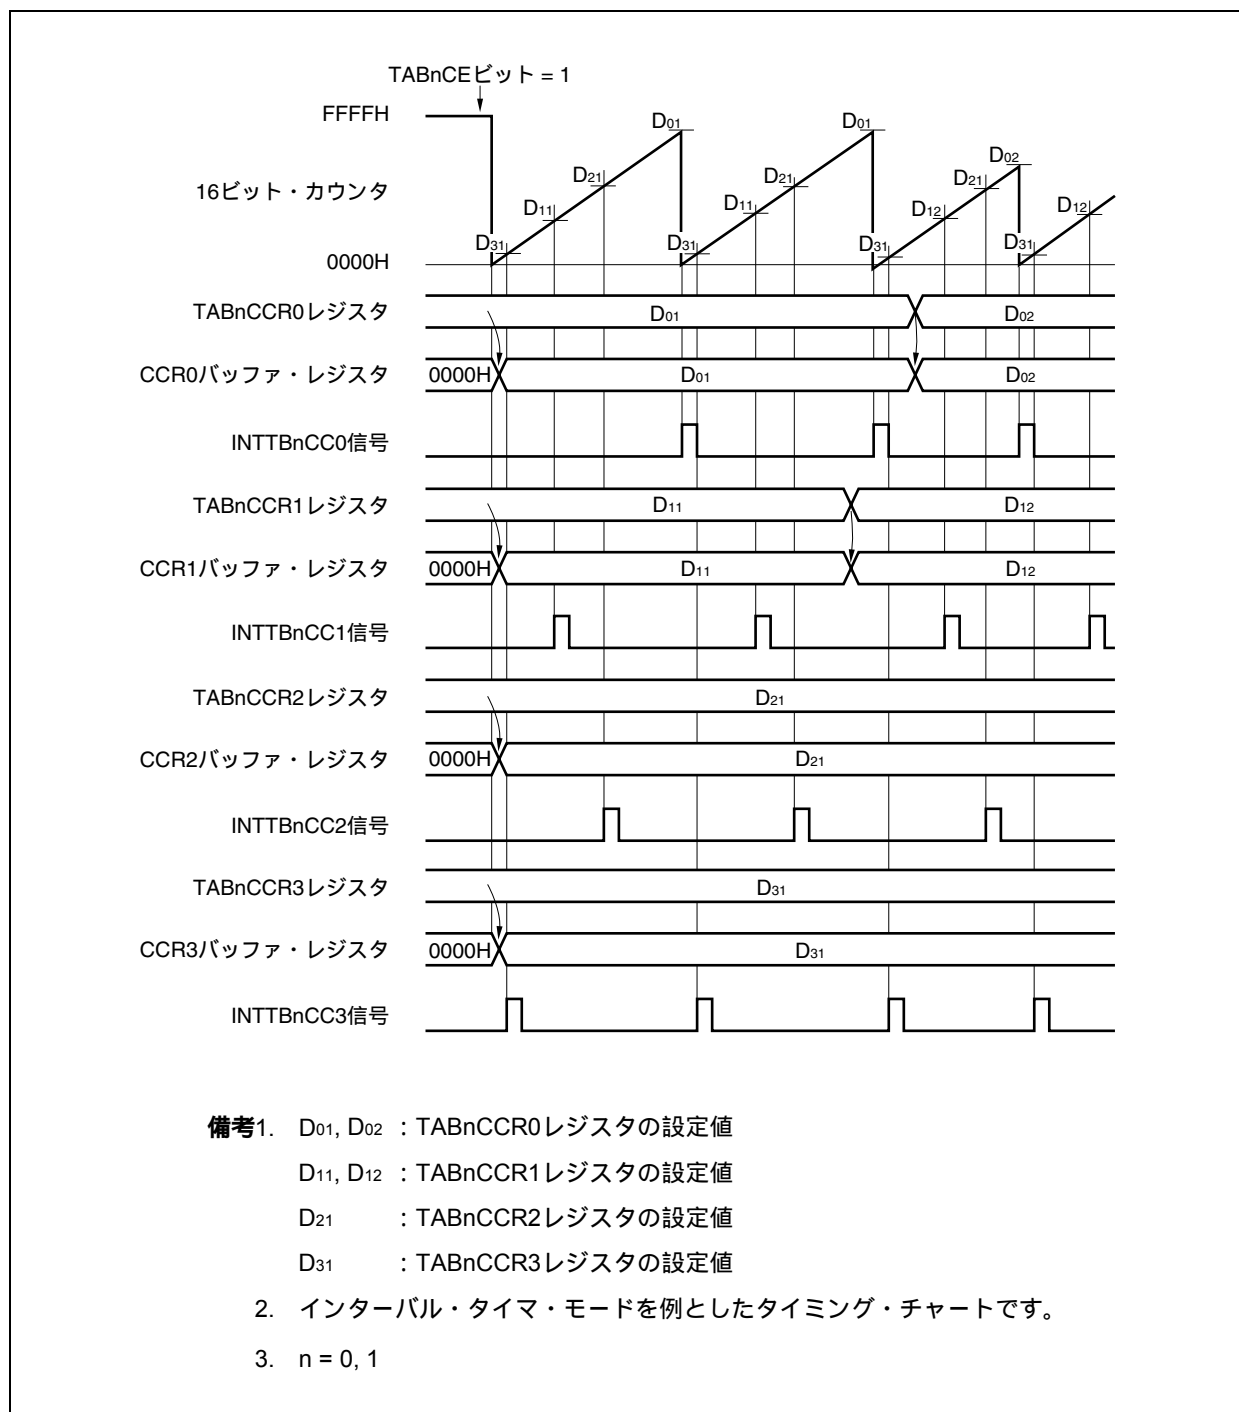 TABnCEビット = 1
FFFFH
D01 D01
D02
D21 D21 D21
16ビット・カウンタ
D11 D11 D12 D12
D31 D31 D31 D31
0000H
TABnCCR0レジスタ D01 D02
CCR0バッファ・レジスタ 0000H D01 D02
INTTBnCC0信号
TABnCCR1レジスタ D11 D12
CCR1バッファ・レジスタ 0000H D11 D12
INTTBnCC1信号
TABnCCR2レジスタ D21
CCR2バッファ・レジスタ 0000H D21
INTTBnCC2信号
TABnCCR3レジスタ D31
CCR3バッファ・レジスタ 0000H D31
INTTBnCC3信号
備考1. D01, D02 : TABnCCR0レジスタの設定値
D11, D12 : TABnCCR1レジスタの設定値
D21 : TABnCCR2レジスタの設定値
D31 : TABnCCR3レジスタの設定値
2. インターバル・タイマ・モードを例としたタイミング・チャートです。
3. n = 0, 1